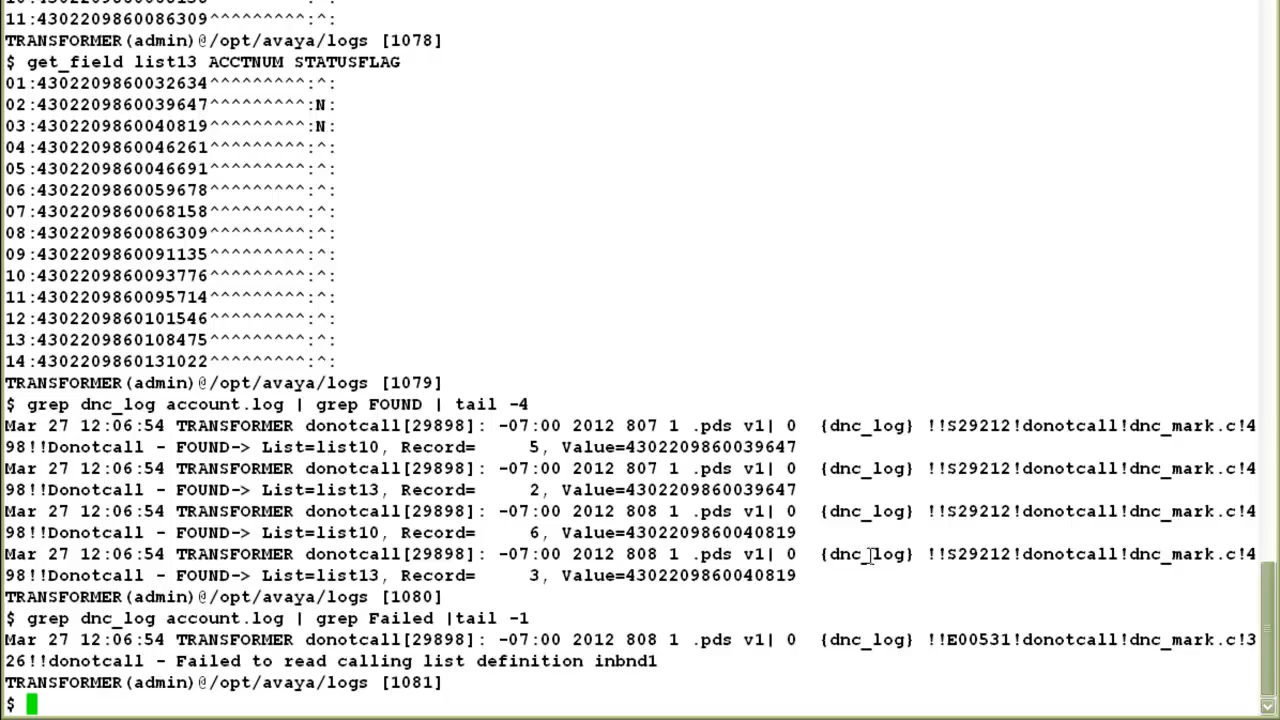 11:4302209860086309^^^^^^^^^:^:
TRANSFORMER(admin)@/opt/avaya/logs [1078]
$ get_field list13 ACCTNUM STATUSFLAG
01:4302209860032634^^^^^^^^^:^:
02:4302209860039647^^^^^^^^^:N:
03:4302209860040819^^^^^^^^^:N:
04:4302209860046261^^^^^^^^^:^:
05:4302209860046691^^^^^^^^^:^:
06:4302209860059678^^^^^^^^^:^:
07:4302209860068158^^^^^^^^^:^:
08:4302209860086309^^^^^^^^^:^:
09:4302209860091135^^^^^^^^^:^:
10:4302209860093776^^^^^^^^^:^:
11:4302209860095714^^^^^^^^^:^:
12:4302209860101546^^^^^^^^^:^:
13:4302209860108475^^^^^^^^^:^:
14:4302209860131022^^^^^^^^^:^:
TRANSFORMER(admin)@/opt/avaya/logs [1079]
$ grep dnc_log account.log | grep FOUND | tail -4
Mar 27 12:06:54 TRANSFORMER donotcall[29898]: -07:00 2012 807 1 .pds v1| 0  {dnc_log} !!S29212!donotcall!dnc_mark.c!4
98!!Donotcall - FOUND-> List=list10, Record=     5, Value=4302209860039647
Mar 27 12:06:54 TRANSFORMER donotcall[29898]: -07:00 2012 807 1 .pds v1| 0  {dnc_log} !!S29212!donotcall!dnc_mark.c!4
98!!Donotcall - FOUND-> List=list13, Record=     2, Value=4302209860039647
Mar 27 12:06:54 TRANSFORMER donotcall[29898]: -07:00 2012 808 1 .pds v1| 0  {dnc_log} !!S29212!donotcall!dnc_mark.c!4
98!!Donotcall - FOUND-> List=list10, Record=     6, Value=4302209860040819
Mar 27 12:06:54 TRANSFORMER donotcall[29898]: -07:00 2012 808 1 .pds v1| 0  {dnc_log} !!S29212!donotcall!dnc_mark.c!4
98!!Donotcall - FOUND-> List=list13, Record=     3, Value=4302209860040819
TRANSFORMER(admin)@/opt/avaya/logs [1080]
$ grep dnc_log account.log | grep Failed |tail -1
Mar 27 12:06:54 TRANSFORMER donotcall[29898]: -07:00 2012 808 1 .pds v1| 0  {dnc_log} !!E00531!donotcall!dnc_mark.c!3
26!!donotcall - Failed to read calling list definition inbnd1
TRANSFORMER(admin)@/opt/avaya/logs [1081]
$